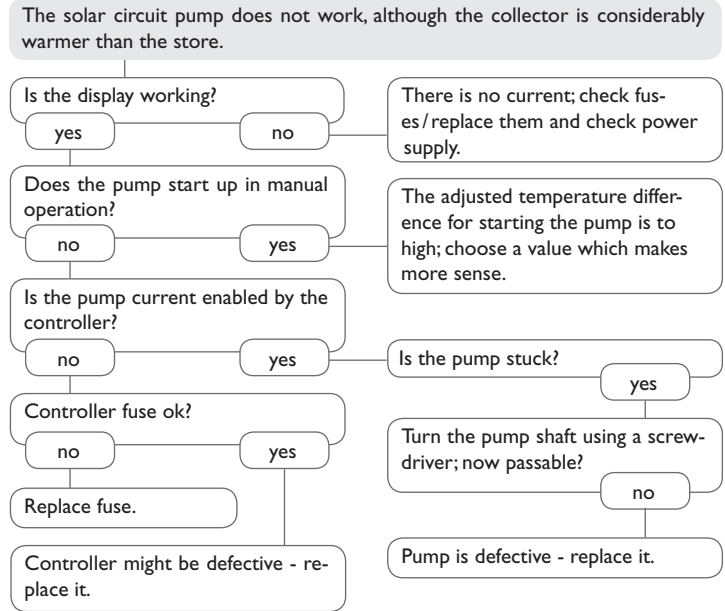 The solar circuit pump does not work, although the collector is considerably
warmer than the store.
Is the display working?
yes
no
There is no current; check fus-
es/replace them and check power
supply.
Does the pump start up in manual
operation?
no
yes
The adjusted temperature differ-
ence for starting the pump is to
high; choose a value which makes
more sense.
Is the pump current enabled by the
controller?
no
yes
Is the pump stuck?
yes
Controller fuse ok?
no
yes
Turn the pump shaft using a screw-
driver; now passable?
no
Replace fuse.
Controller might be defective - re-
place it.
Pump is defective - replace it.